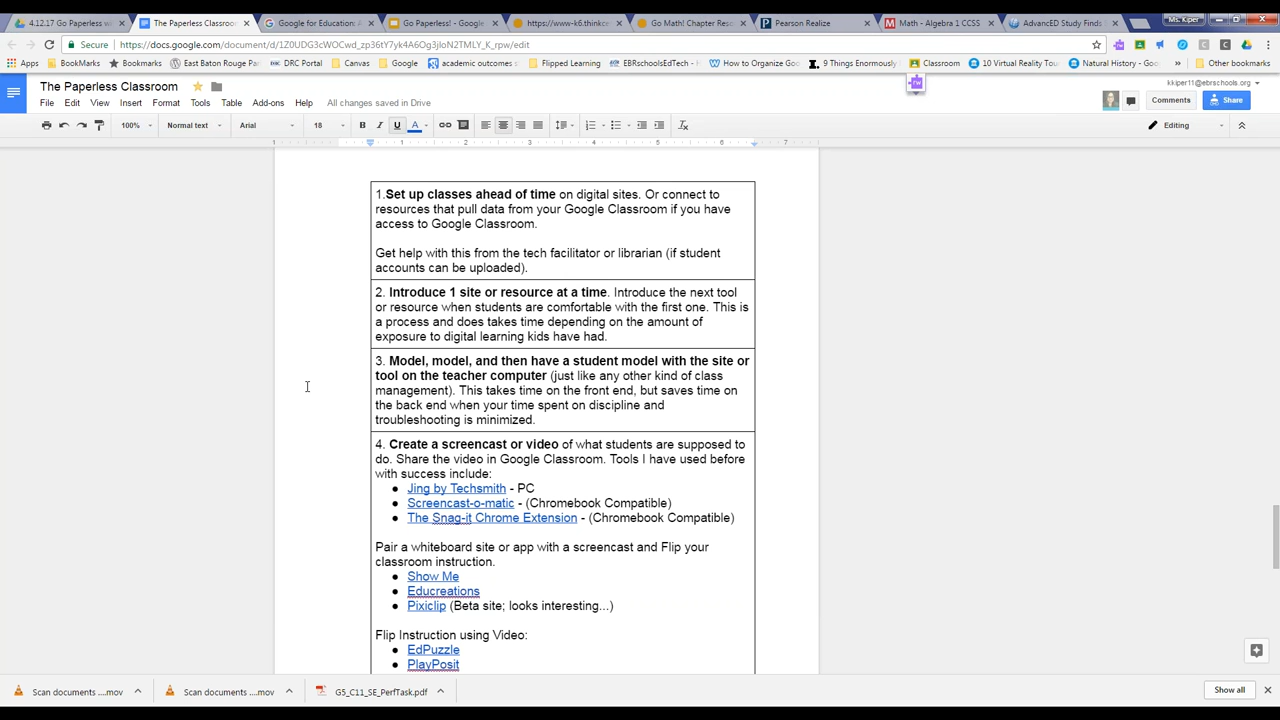 4.12.17 Go Paperless wi
The Paperless Classroom
Google for Education: A
Go Paperless! - Google
https://www-k6.thinkce
Go Math! Chapter Resou
Pearson Realize
Math - Algebra 1 CCSS
AdvancED Study Finds
Ms. Kiper
Secure
https://docs.google.com/document/d/1Z0UDG3cWOCwd_zp36tY7yk4A6Og3jIoN2TMLY_K_rpw/edit
Apps
BookMarks
Bookmarks
East Baton Rouge Par
DRC Portal
Canvas
Google
academic outcomes
Flipped Learning
EBRschoolsEdTech -
How to Organize Goo
9 Things Enormously
Classroom
10 Virtual Reality Tou
Natural History -
Other bookmarks
The Paperless Classroom
kkiper11@ebrschools.org
File Edit View Insert Format Tools Table Add-ons Help All changes saved in Drive
Comments
Share
100% Normal text Arial 18 B I U A Editing
1 1 2 3 4 5 6 7
1.Set up classes ahead of time on digital sites. Or connect to
resources that pull data from your Google Classroom if you have
access to Google Classroom.
Get help with this from the tech facilitator or librarian (if student
accounts can be uploaded).
2. Introduce 1 site or resource at a time. Introduce the next tool
or resource when students are comfortable with the first one. This is
a process and does takes time depending on the amount of
exposure to digital learning kids have had.
3. Model, model, and then have a student model with the site or
tool on the teacher computer (just like any other kind of class
management). This takes time on the front end, but saves time on
the back end when your time spent on discipline and
troubleshooting is minimized.
4. Create a screencast or video of what students are supposed to
do. Share the video in Google Classroom. Tools I have used before
with success include:
● Jing by Techsmith - PC
● Screencast-o-matic - (Chromebook Compatible)
● The Snag-it Chrome Extension - (Chromebook Compatible)
Pair a whiteboard site or app with a screencast and Flip your
classroom instruction.
● Show Me
● Educreations
● Pixiclip (Beta site; looks interesting...)
Flip Instruction using Video:
● EdPuzzle
● PlayPosit
Scan documents ....mov
Scan documents ....mov
G5_C11_SE_PerfTask.pdf
Show all